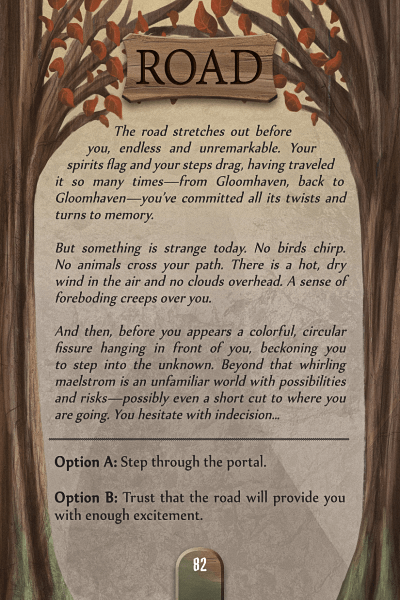 ROAD
The road stretches out before
you, endless and unremarkable. Your
spirits flag and your steps drag, having traveled
it so many times—from Gloomhaven, back to
Gloomhaven—you've committed all its twists and
turns to memory.
But something is strange today. No birds chirp.
No animals cross your path. There is a hot, dry
wind in the air and no clouds overhead. A sense of
foreboding creeps over you.
And then, before you appears a colorful, circular
fissure hanging in front of you, beckoning you
to step into the unknown. Beyond that whirling
maelstrom is an unfamiliar world with possibilities
and risks—possibly even a short cut to where you
are going. You hesitate with indecision...
Option A: Step through the portal.
Option B: Trust that the road will provide you
with enough excitement.
82